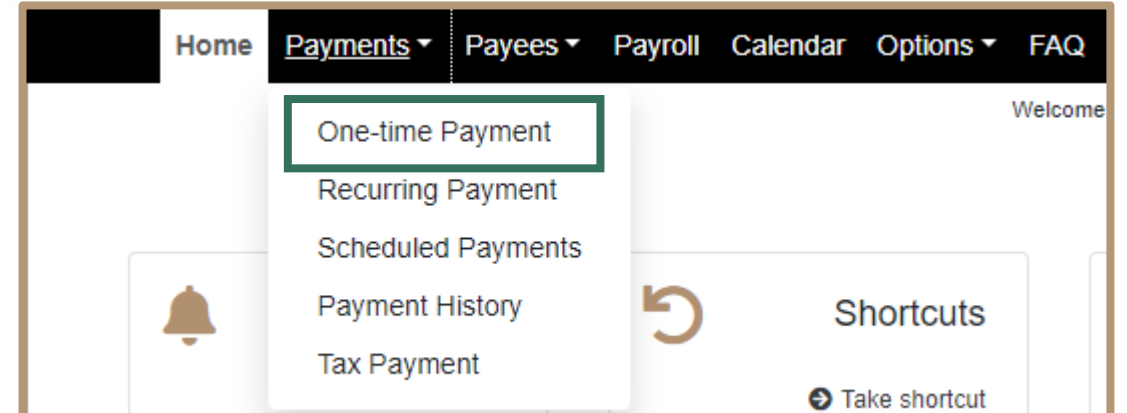 Home Payments Payees Payroll Calendar Options FAQ
Welcome
One-time Payment
Recurring Payment
Scheduled Payments
Payment History
Tax Payment
Shortcuts
Take shortcut